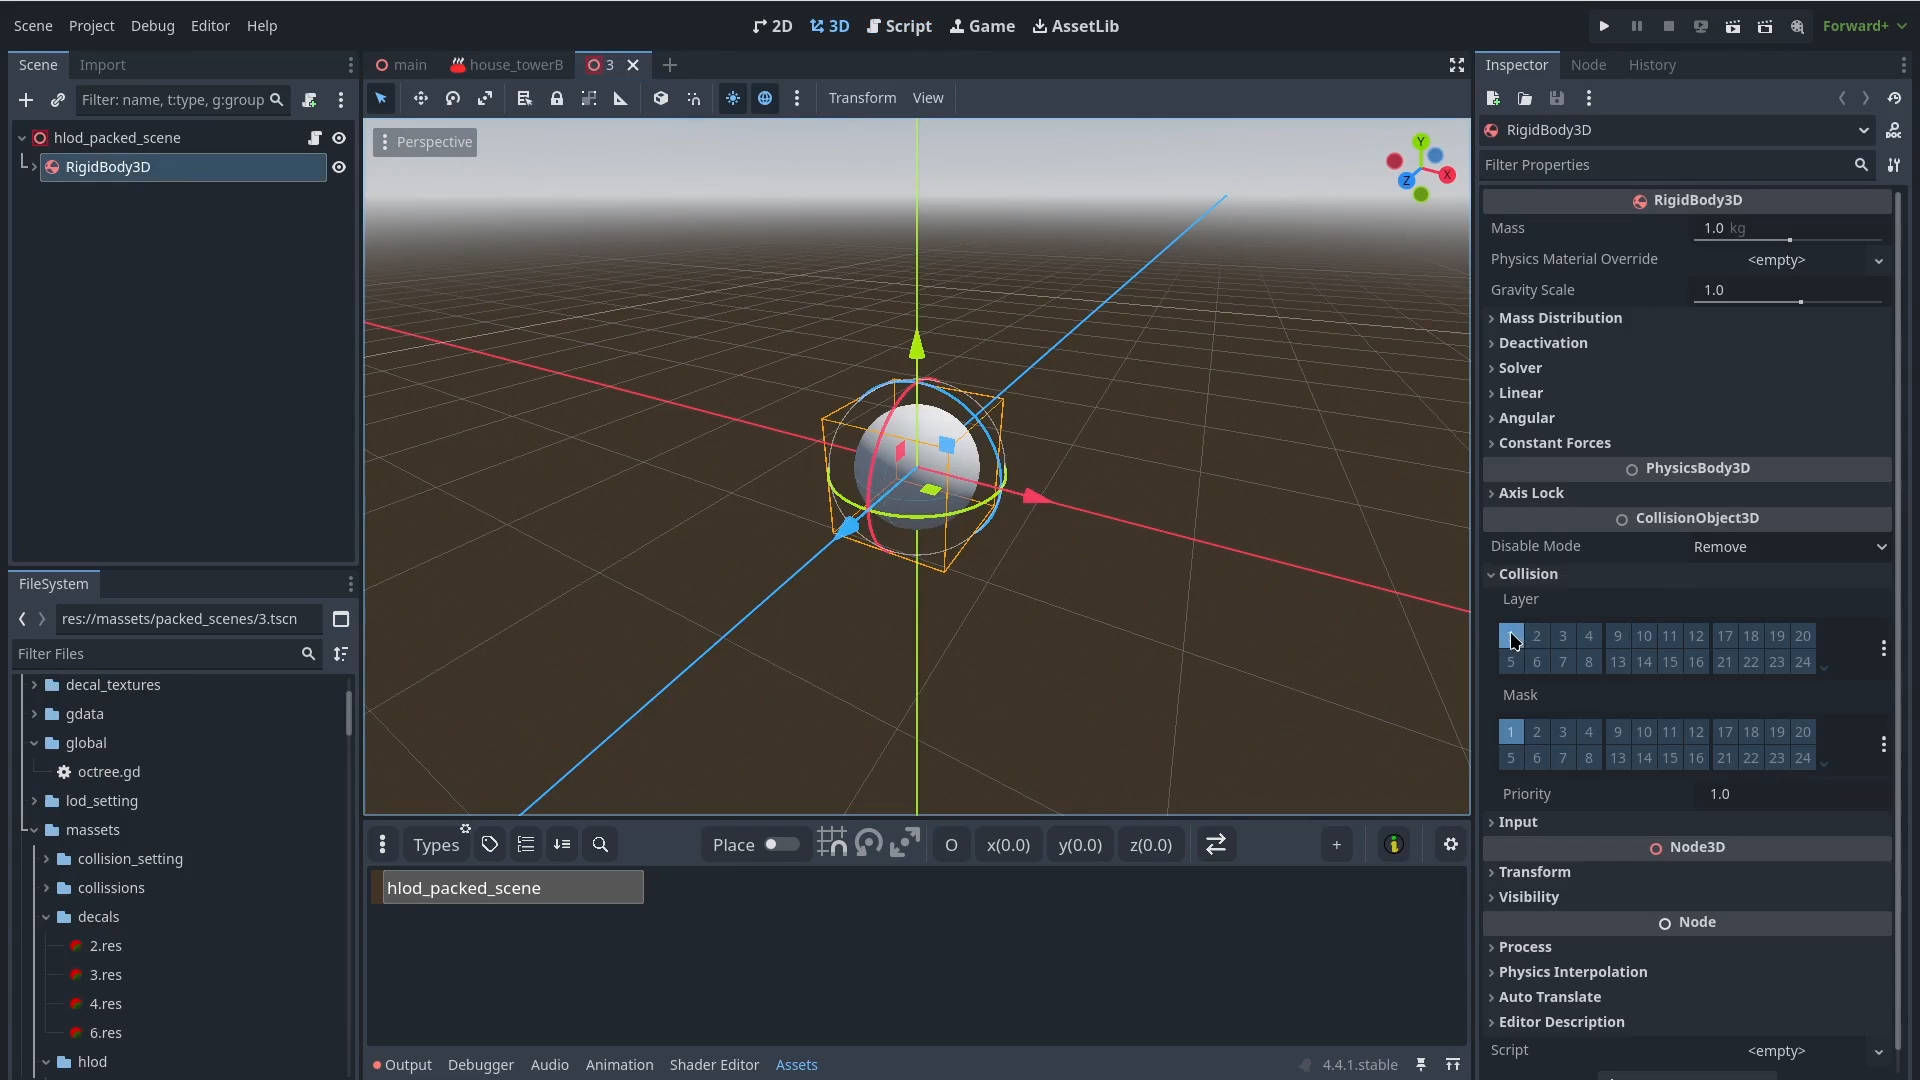 Scene Project Debug Editor Help
2D 3D Script Game AssetLib
Forward+
Scene Import
Filter: name, t:type, g:group
hlod_packed_scene
RigidBody3D
FileSystem
res://massets/packed_scenes/3.tscn
Filter Files
decal_textures
gdata
global
octree.gd
lod_setting
massets
collision_setting
collissions
decals
2.res
3.res
4.res
6.res
hlod
main house_towerB 3
Transform View
Perspective
Y
X
Z
Types Place O x(0.0) y(0.0) z(0.0) +
hlod_packed_scene
Output Debugger Audio Animation Shader Editor Assets 4.4.1.stable
Inspector Node History
RigidBody3D
Filter Properties
RigidBody3D
Mass 1.0 kg
Physics Material Override <empty>
Gravity Scale 1.0
Mass Distribution
Deactivation
Solver
Linear
Angular
Constant Forces
PhysicsBody3D
Axis Lock
CollisionObject3D
Disable Mode Remove
Collision
Layer
2 3 4 9 10 11 12 17 18 19 20
5 6 7 8 13 14 15 16 21 22 23 24
Mask
1 2 3 4 9 10 11 12 17 18 19 20
5 6 7 8 13 14 15 16 21 22 23 24
Priority 1.0
Input
Node3D
Transform
Visibility
Node
Process
Physics Interpolation
Auto Translate
Editor Description
Script <empty>